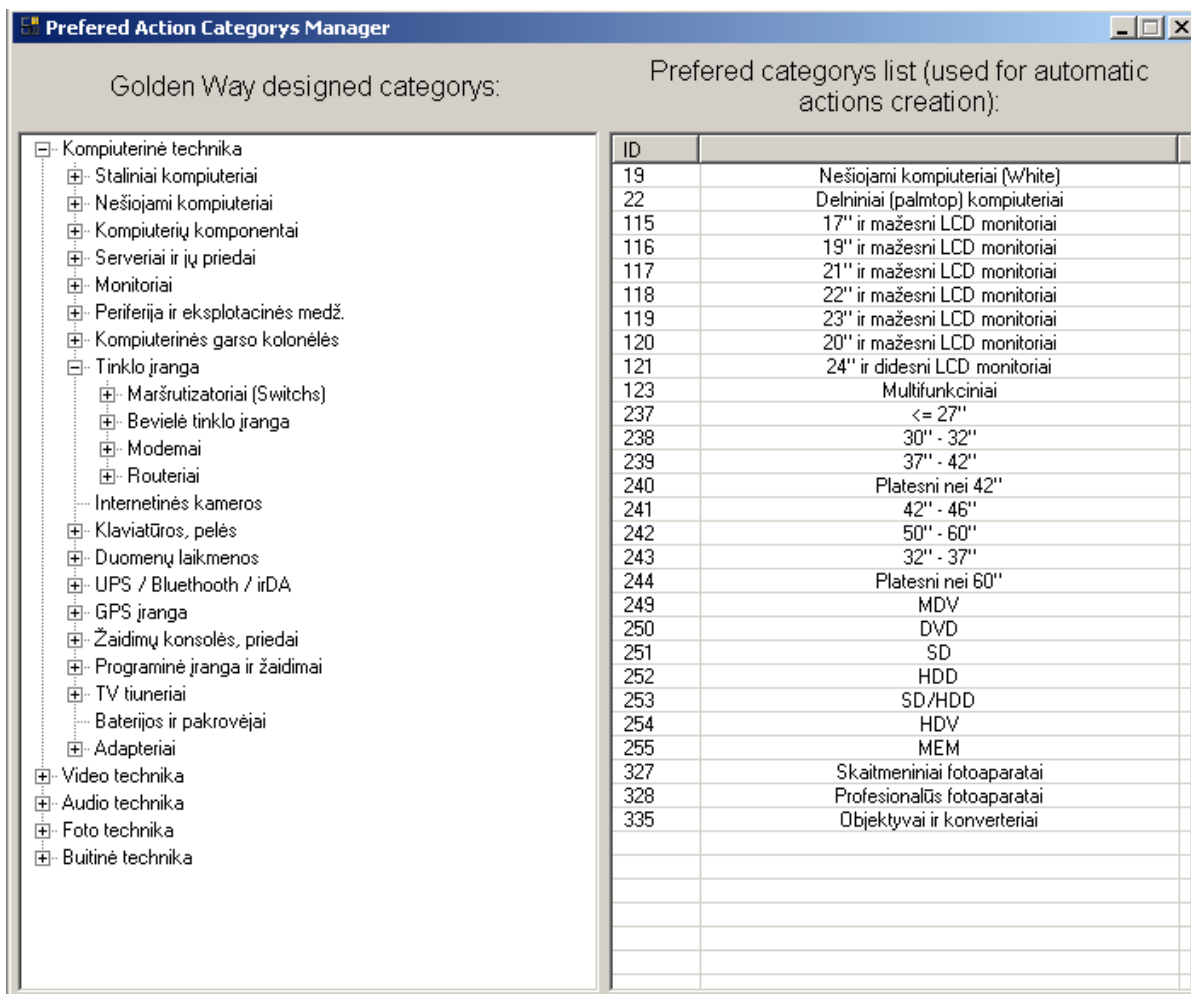 Prefered Action Categorys Manager
Golden Way designed categorys:
Kompiuterinė technika
Staliniai kompiuteriai
Nešiojami kompiuteriai
Kompiuterių komponentai
Serveriai ir jų priedai
Monitoriai
Periferija ir eksplotacinės medž.
Kompiuterinės garso kolonėlės
Tinklo įranga
Maršrutizatoriai (Switchs)
Bevielė tinklo įranga
Modemai
Routeriai
Internetinės kameros
Klaviatūros, pelės
Duomenų laikmenos
UPS / Bluethooth / irDA
GPS įranga
Žaidimų konsolės, priedai
Programinė įranga ir žaidimai
TV tiuneriai
Baterijos ir pakrovėjai
Adapteriai
Video technika
Audio technika
Foto technika
Buitinė technika
Prefered categorys list (used for automatic
actions creation):
ID
19 Nešiojami kompiuteriai (White)
22 Delniniai (palmtop) kompiuteriai
115 17'' ir mažesni LCD monitoriai
116 19'' ir mažesni LCD monitoriai
117 21'' ir mažesni LCD monitoriai
118 22'' ir mažesni LCD monitoriai
119 23'' ir mažesni LCD monitoriai
120 20'' ir mažesni LCD monitoriai
121 24'' ir didesni LCD monitoriai
123 Multifunkciniai
237 <= 27''
238 30'' - 32''
239 37'' - 42''
240 Platesni nei 42''
241 42'' - 46''
242 50'' - 60''
243 32'' - 37''
244 Platesni nei 60''
249 MDV
250 DVD
251 SD
252 HDD
253 SD/HDD
254 HDV
255 MEM
327 Skaitmeniniai fotoaparatai
328 Profesionalūs fotoaparatai
335 Objektyvai ir konverteriai